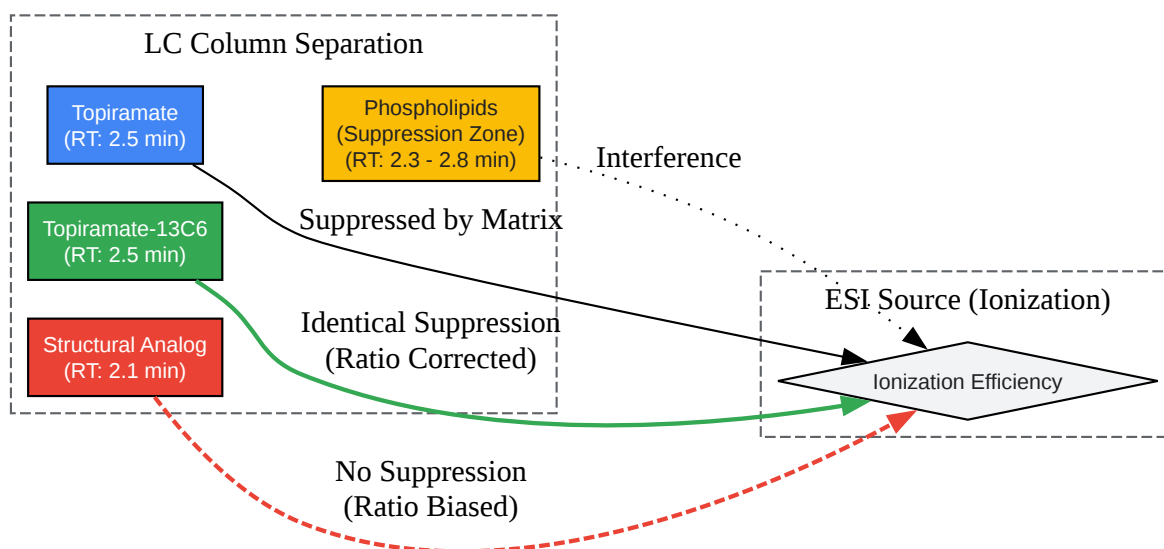 LC Column Separation
Topiramate
(RT: 2.5 min)
Phospholipids
(Suppression Zone)
(RT: 2.3 - 2.8 min)
Interference
Suppressed by Matrix
Topiramate-13C6
(RT: 2.5 min)
ESI Source (Ionization)
Identical Suppression
(Ratio Corrected)
Structural Analog
(RT: 2.1 min)
Ionization Efficiency
No Suppression
(Ratio Biased)